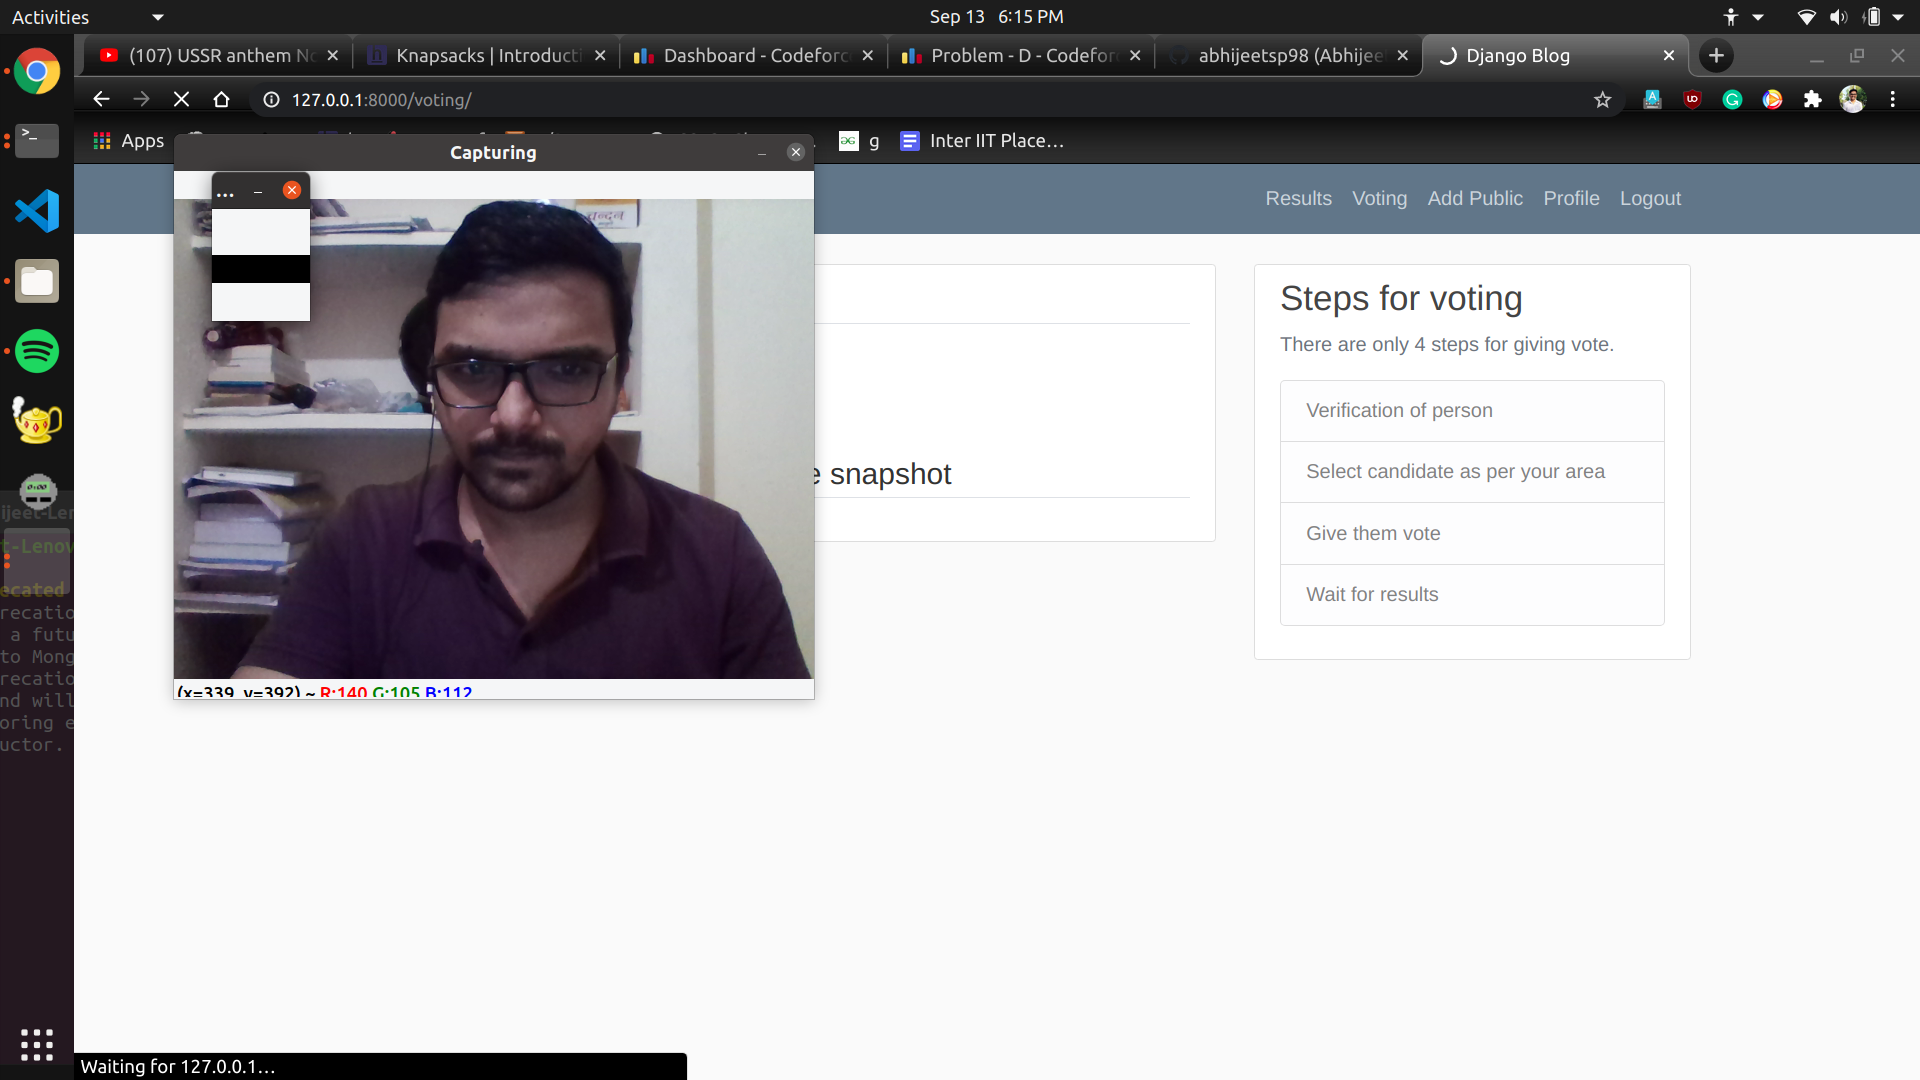 Activities
Sep 13 6:15 PM
(107) USSR anthem No
Knapsacks | Introducti
Dashboard - Codeforc
Problem - D - Codefor
abhijeetsp98 (Abhijee
Django Blog
127.0.0.1:8000/voting/
Apps
g
Inter IIT Place…
Capturing
...
Results
Voting
Add Public
Profile
Logout
चन्दन
snapshot
Steps for voting
There are only 4 steps for giving vote.
Verification of person
Select candidate as per your area
Give them vote
Wait for results
ijeet-Len
t-Lenov
ecated
recatio
a futu
to Mong
recatio
nd will
oring e
uctor.
(x=339, y=392) ~ R:140 G:105 B:112
Waiting for 127.0.0.1…